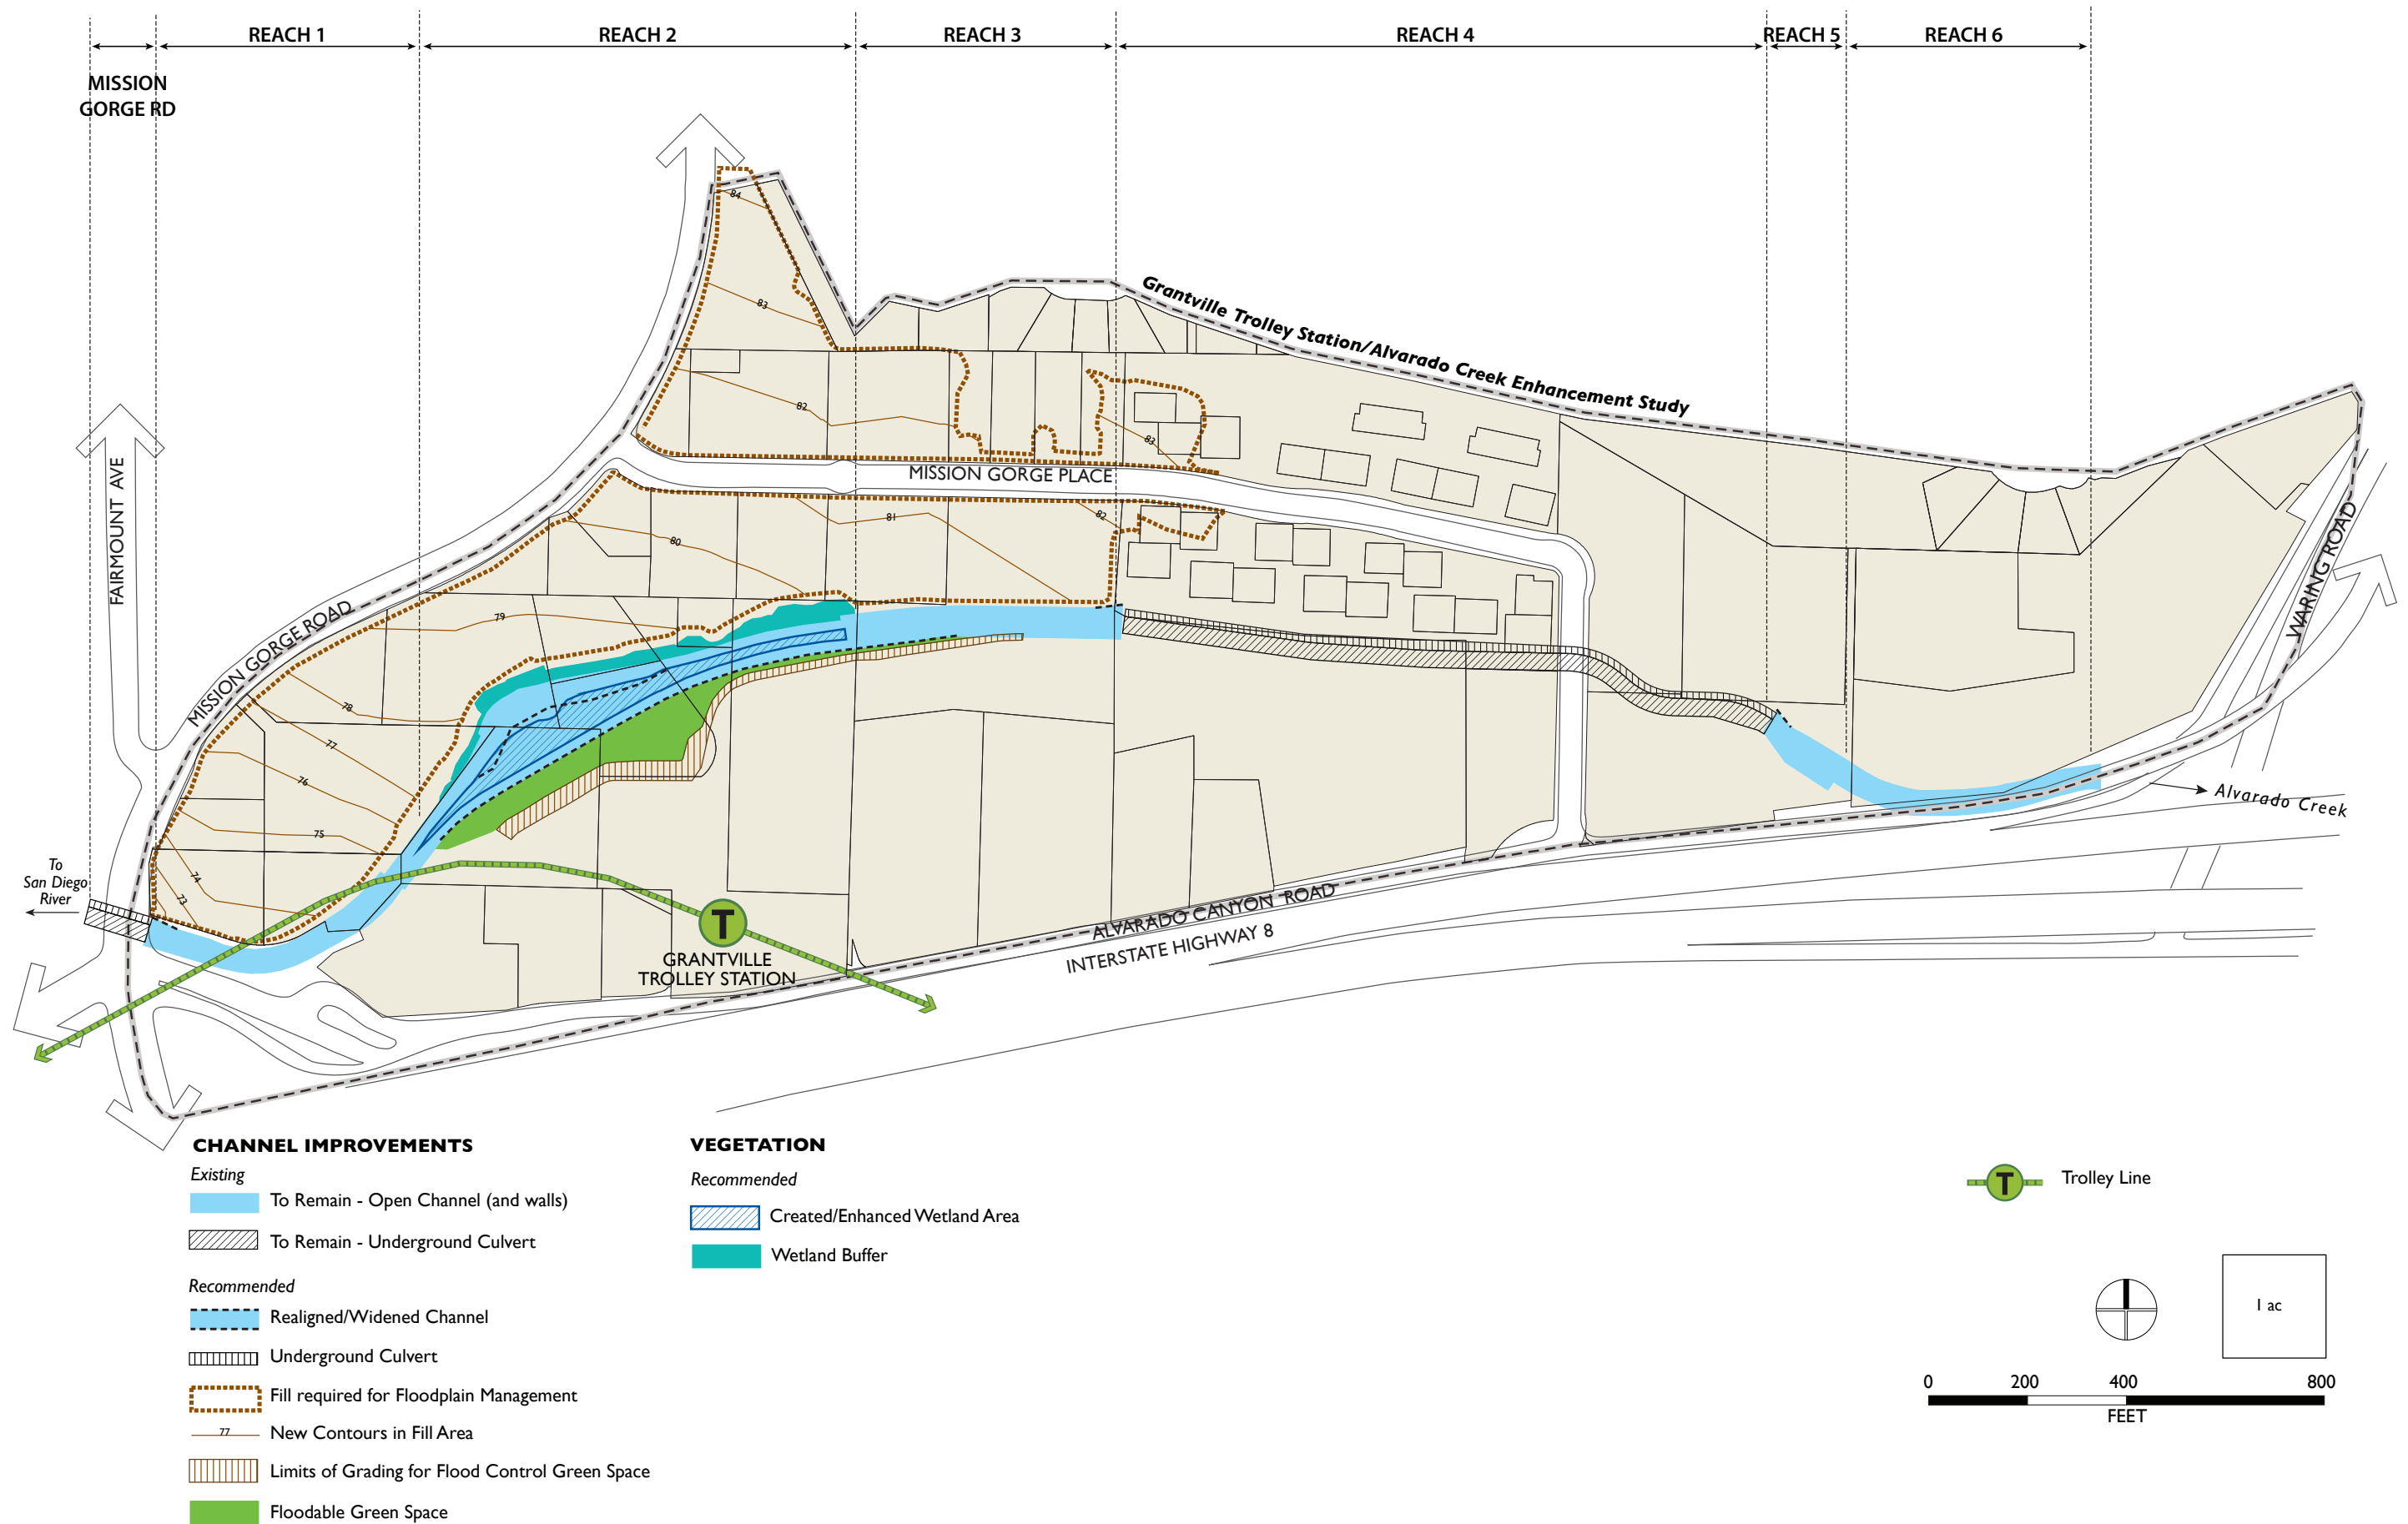 REACH 1
REACH 2
REACH 3
REACH 4
REACH 5
REACH 6
MISSION
GORGE RD
84
83
Grantville Trolley Station/Alvarado Creek Enhancement Study
82
83
MISSION GORGE PLACE
FAIRMOUNT AVE
81
82
80
WARING ROAD
79
MISSION GORGE ROAD
78
77
76
75
Alvarado Creek
To
San Diego
River
74
73
ALVARADO CANYON ROAD
INTERSTATE HIGHWAY 8
T
GRANTVILLE
TROLLEY STATION
CHANNEL IMPROVEMENTS
Existing
To Remain - Open Channel (and walls)
To Remain - Underground Culvert
Recommended
Realigned/Widened Channel
Underground Culvert
Fill required for Floodplain Management
77
New Contours in Fill Area
Limits of Grading for Flood Control Green Space
Floodable Green Space
VEGETATION
Recommended
Created/Enhanced Wetland Area
Wetland Buffer
T
Trolley Line
1 ac
0 200 400 800
FEET